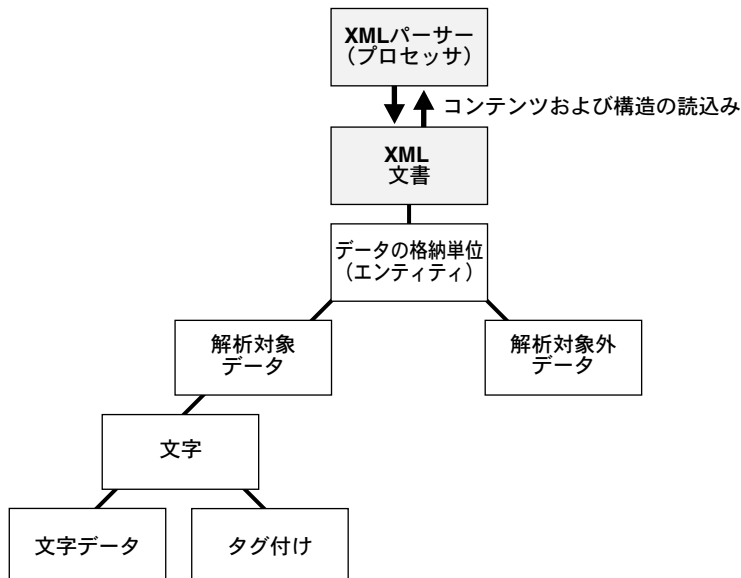 XMLパーサー
（プロセッサ）
コンテンツおよび構造の読込み
XML
文書
データの格納単位
（エンティティ）
解析対象
データ
解析対象外
データ
文字
文字データ
タグ付け